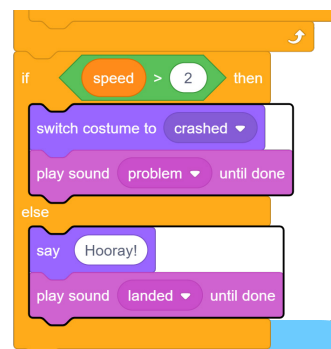 if speed > 2 then
switch costume to crashed
play sound problem until done
else
say Hooray!
play sound landed until done